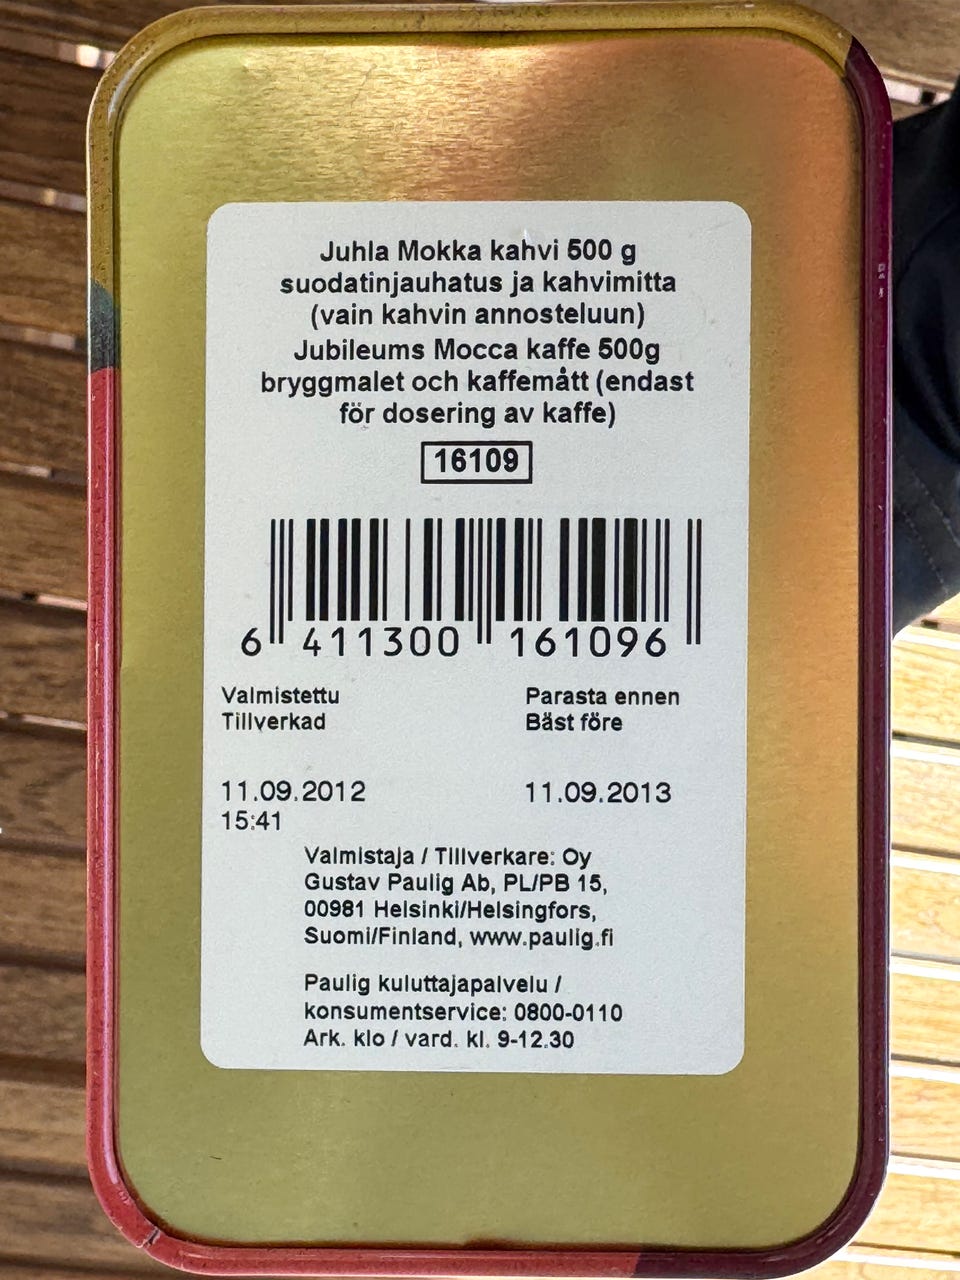 Juhla Mokka kahvi 500 g
suodatinjauhatus ja kahvimitta
(vain kahvin annosteluun)
Jubileums Mocca kaffe 500g
bryggmalet och kaffemått (endast
för dosering av kaffe)
16109
6 411300 161096
Valmistettu
Tillverkad
Parasta ennen
Bäst före
11.09.2012
15:41
11.09.2013
Valmistaja / Tillverkare: Oy
Gustav Paulig Ab, PL/PB 15,
00981 Helsinki/Helsingfors,
Suomi/Finland, www.paulig.fi
Paulig kuluttajapalvelu /
konsumentservice: 0800-0110
Ark. klo / vard. kl. 9-12.30